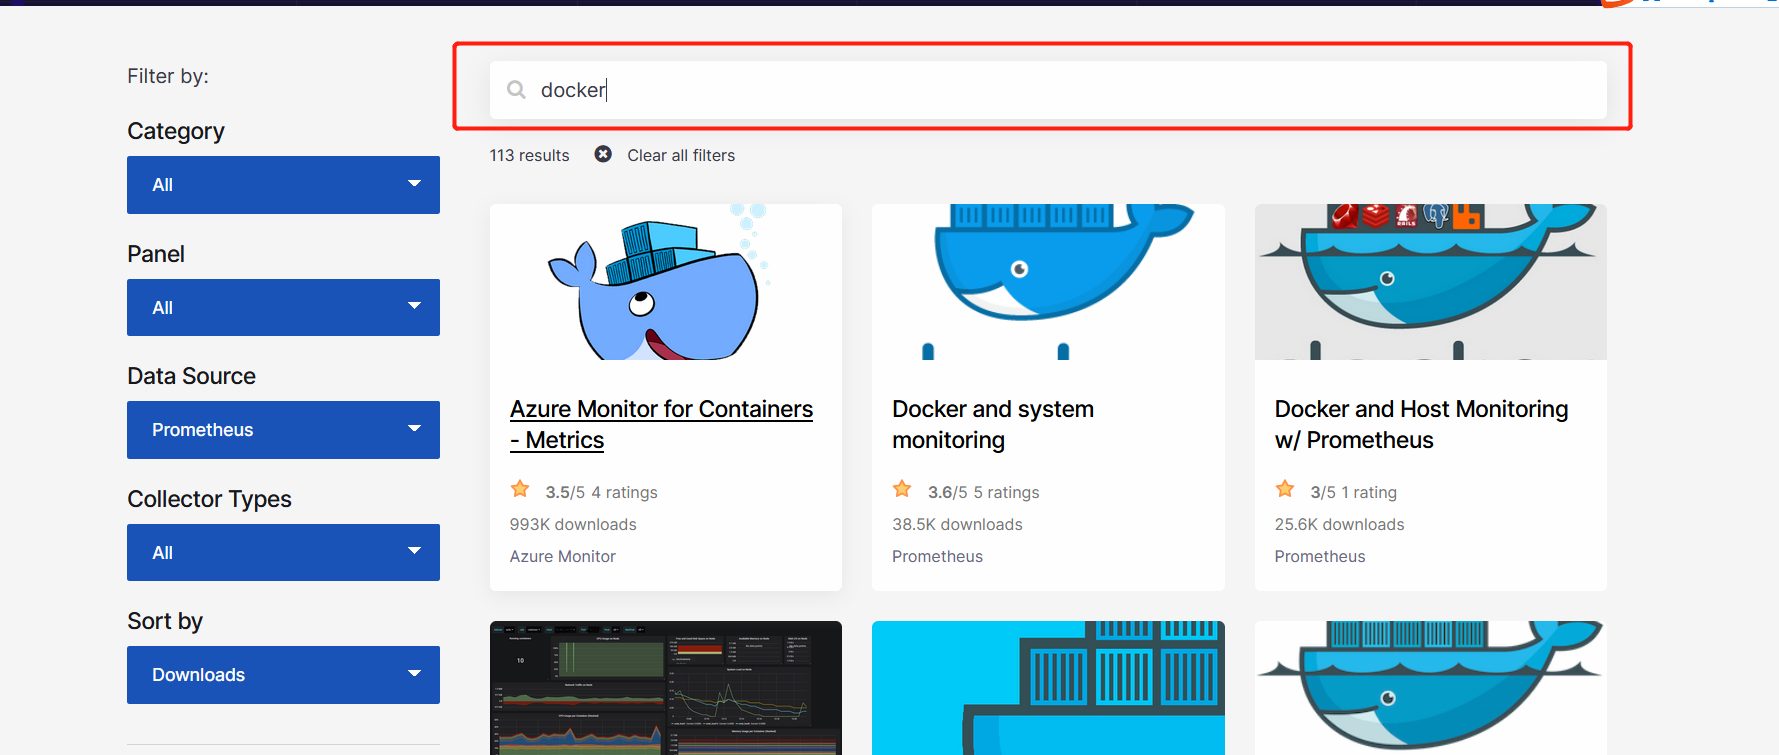 Filter by:
Category
All
Panel
All
Data Source
Prometheus
Collector Types
All
Sort by
Downloads
docker
113 results
Clear all filters
Azure Monitor for Containers
- Metrics
3.5/5 4 ratings
993K downloads
Azure Monitor
Docker and system
monitoring
3.6/5 5 ratings
38.5K downloads
Prometheus
Docker and Host Monitoring
w/ Prometheus
3/5 1 rating
25.6K downloads
Prometheus
RAILS
10